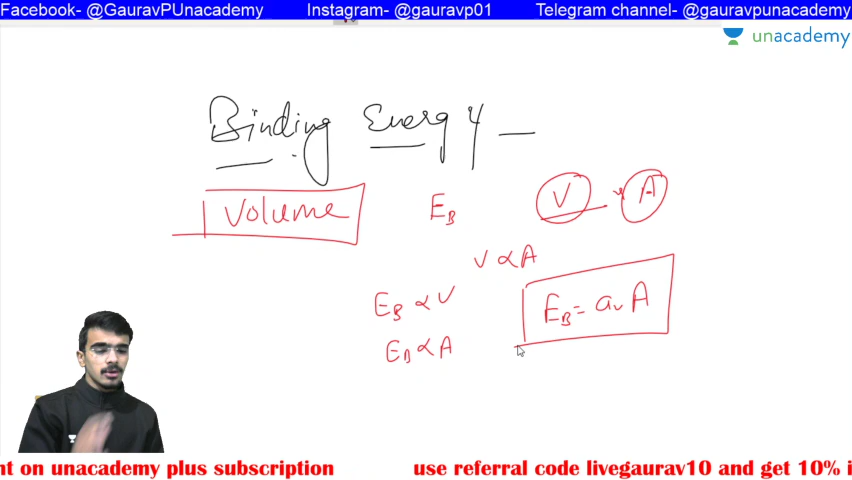 Facebook- @GauravPUnacademy Instagram- @gauravp01 Telegram channel- @gauravpunacademy
unacademy
Binding Energy
Volume E_B V A
V ∝ A
E_B ∝ V E_B = a_v A
E_B ∝ A
nt on unacademy plus subscription use referral code livegaurav10 and get 10% i